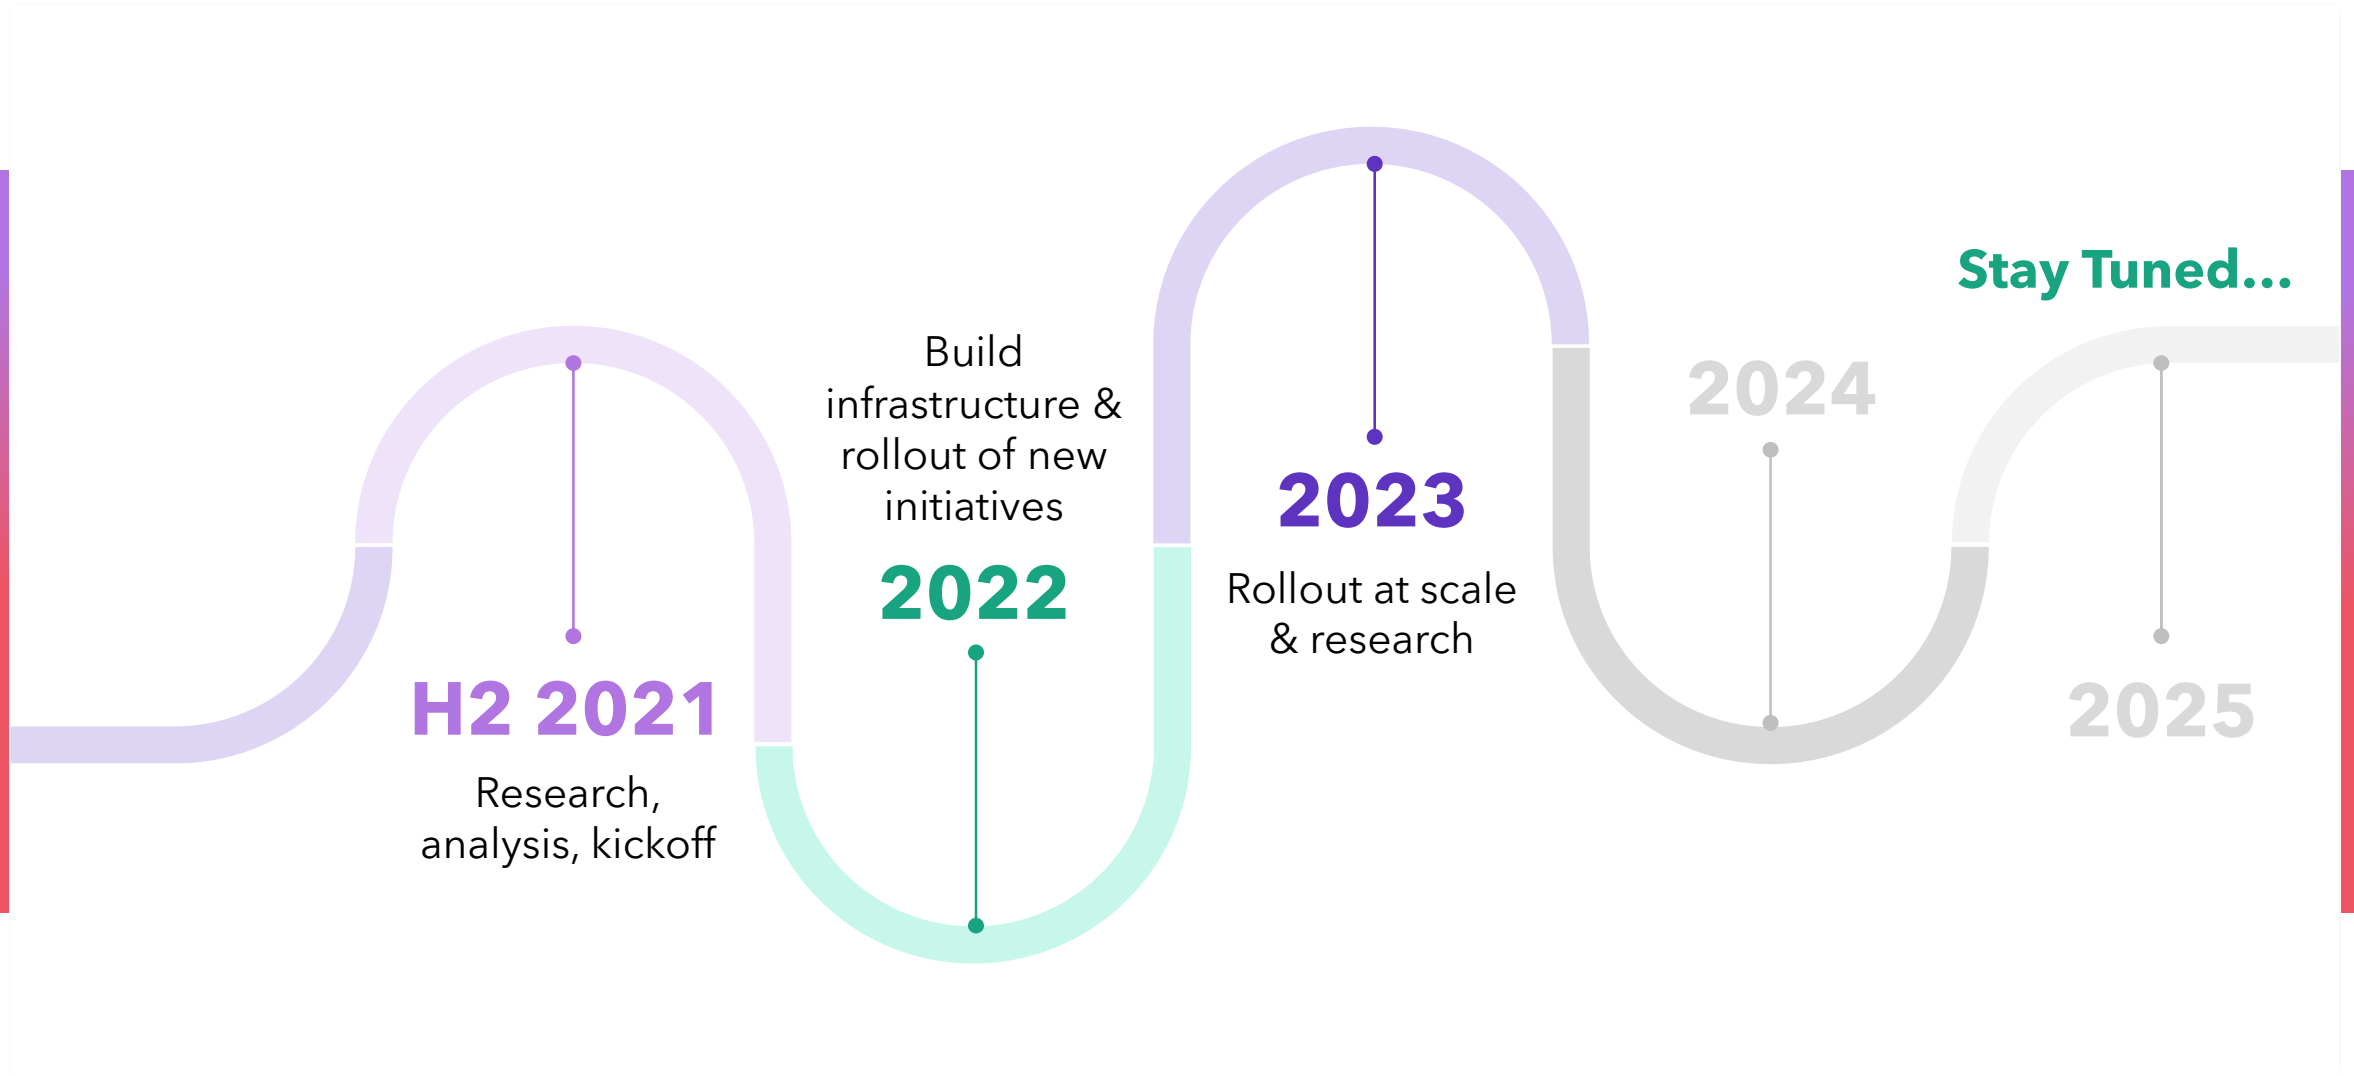 H2 2021
Research,
analysis, kickoff
Build
infrastructure &
rollout of new
initiatives
2022
2023
Rollout at scale
& research
2024
Stay Tuned...
2025